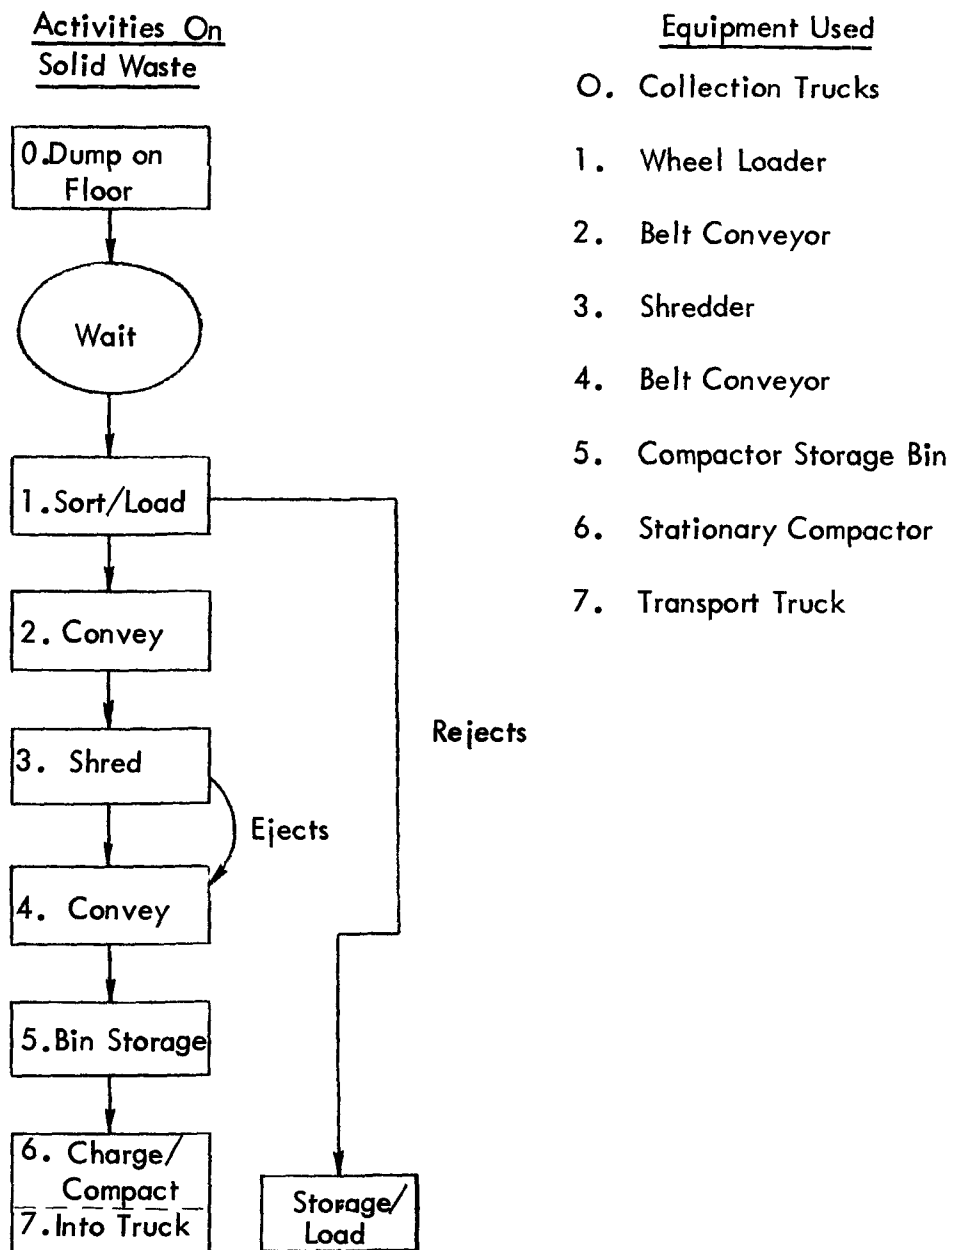 Activities On
Solid Waste
0.Dump on
Floor
Wait
1.Sort/Load
2. Convey
3. Shred
Ejects
4. Convey
5.Bin Storage
6. Charge/
Compact
7.Into Truck
Rejects
Storage/
Load
Equipment Used
0. Collection Trucks
1. Wheel Loader
2. Belt Conveyor
3. Shredder
4. Belt Conveyor
5. Compactor Storage Bin
6. Stationary Compactor
7. Transport Truck